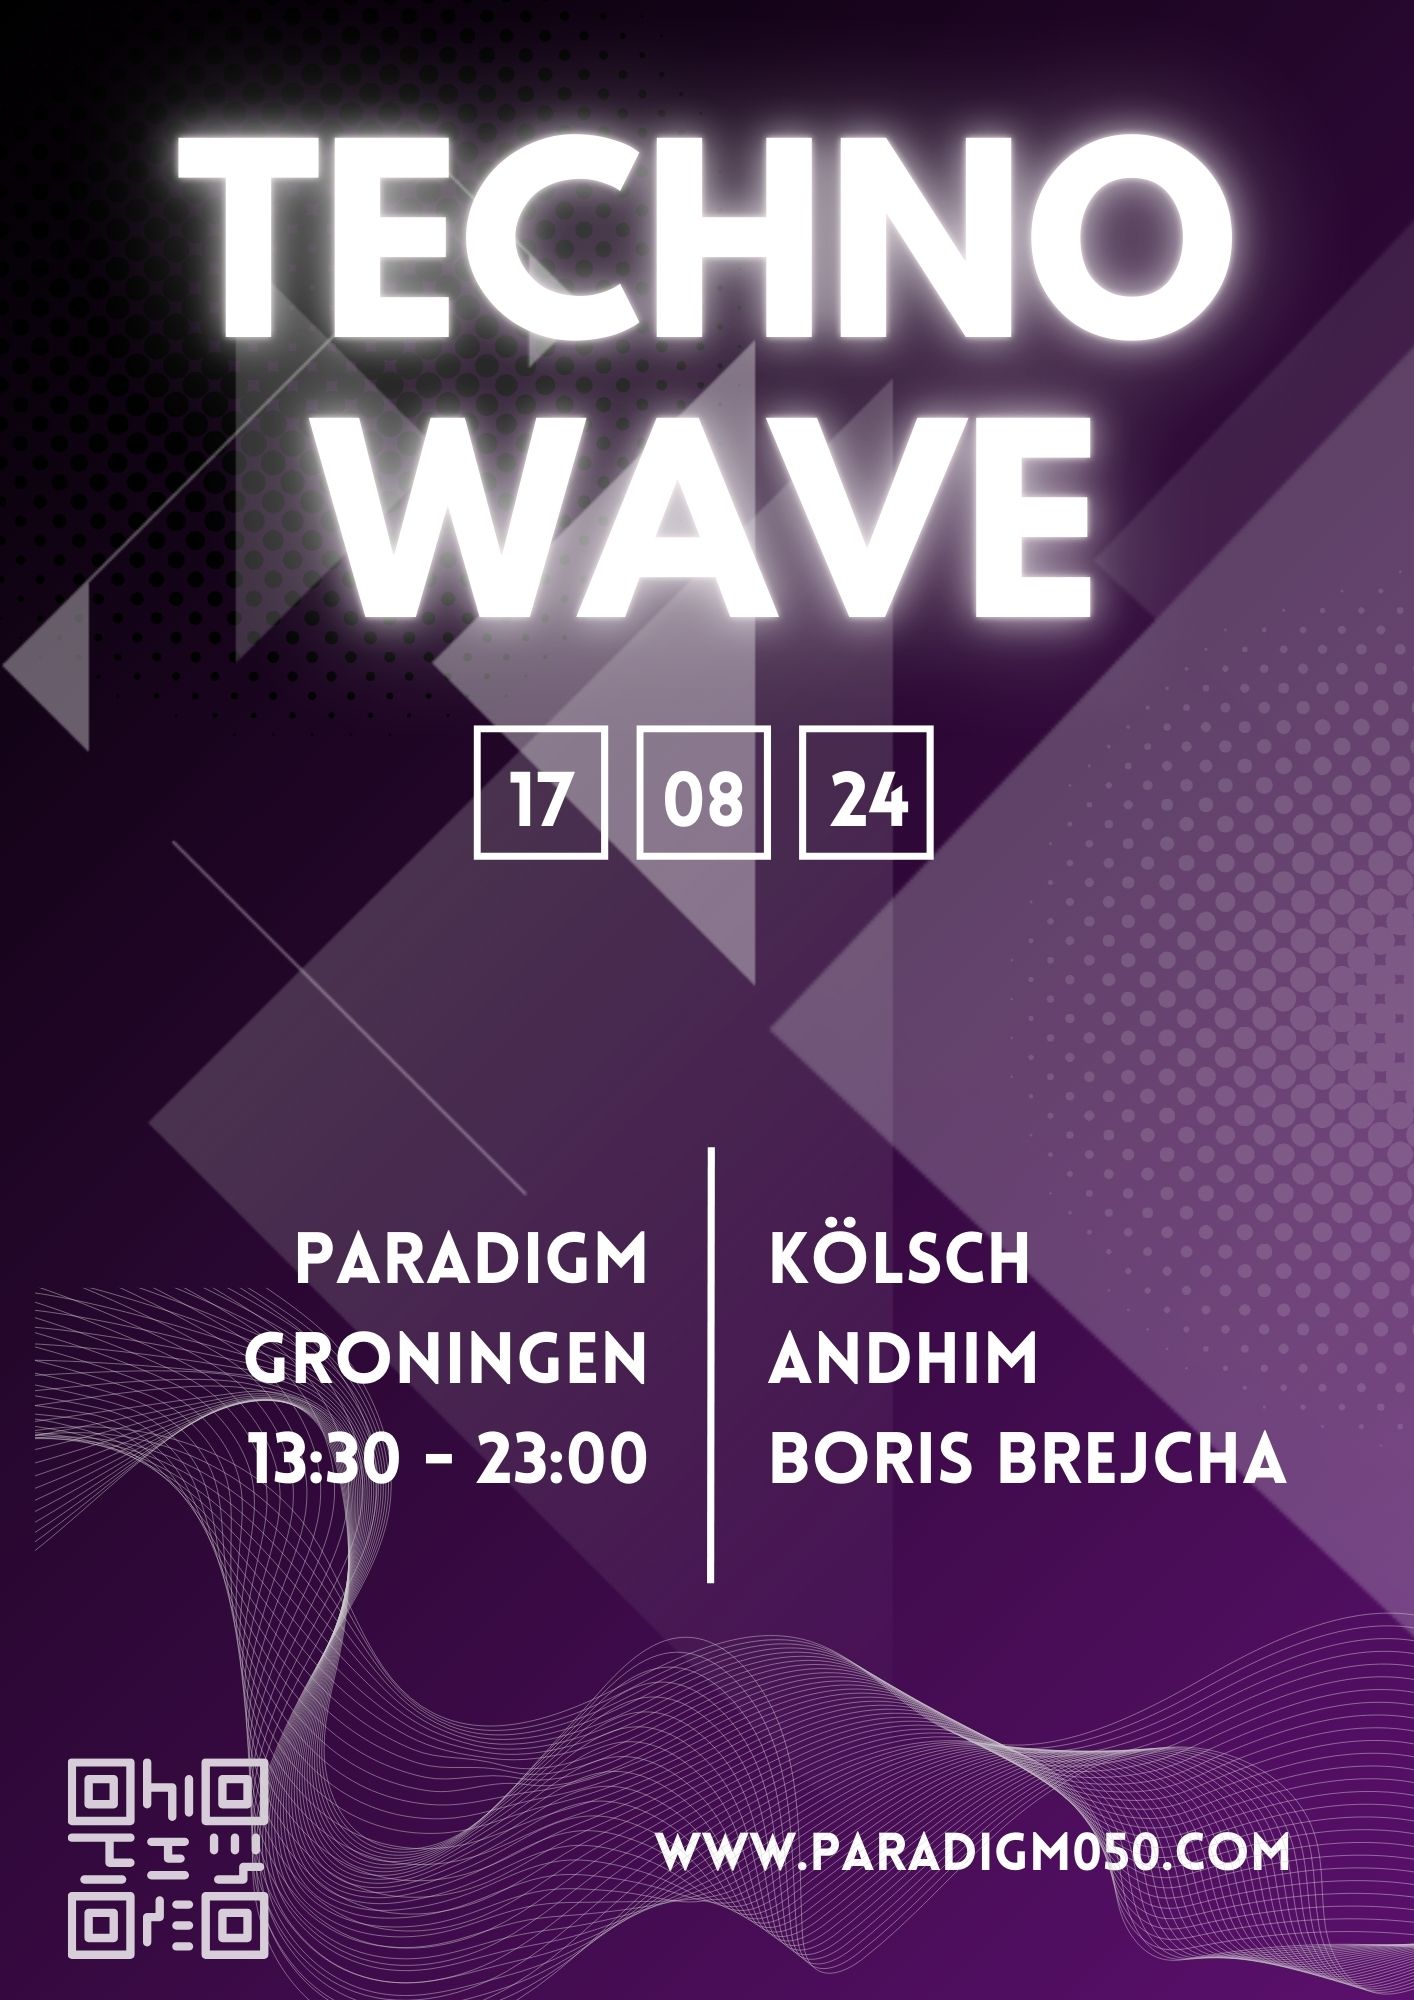 TECHNO
WAVE
17 08 24
PARADIGM
GRONINGEN
13:30 - 23:00
KÖLSCH
ANDHIM
BORIS BREJCHA
WWW.PARADIGM050.COM